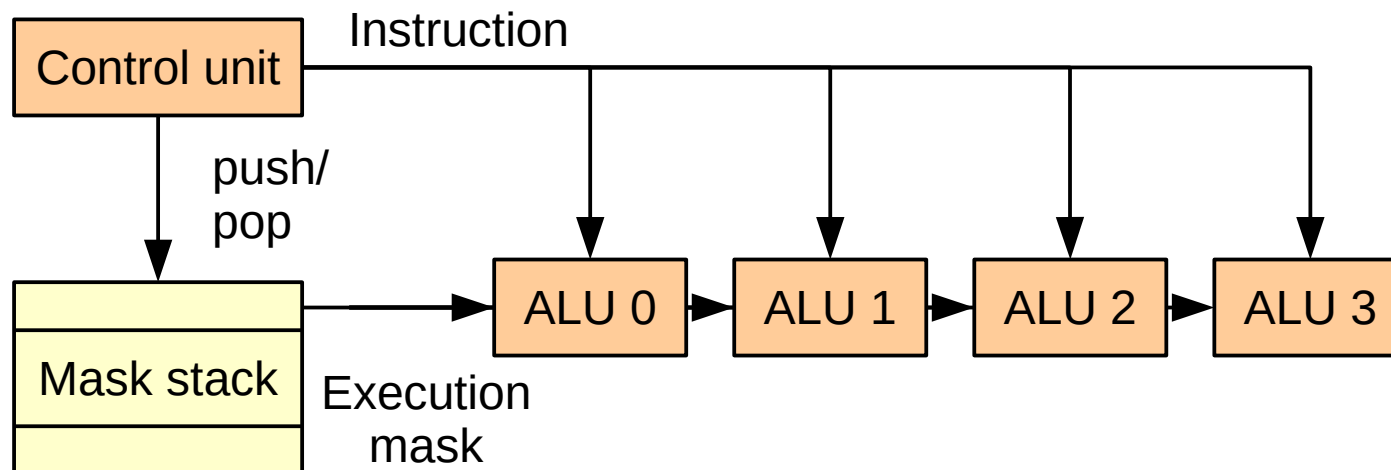 Instruction
Control unit
push/
pop
ALU 0
ALU 1
ALU 2
ALU 3
Mask stack
Execution
mask